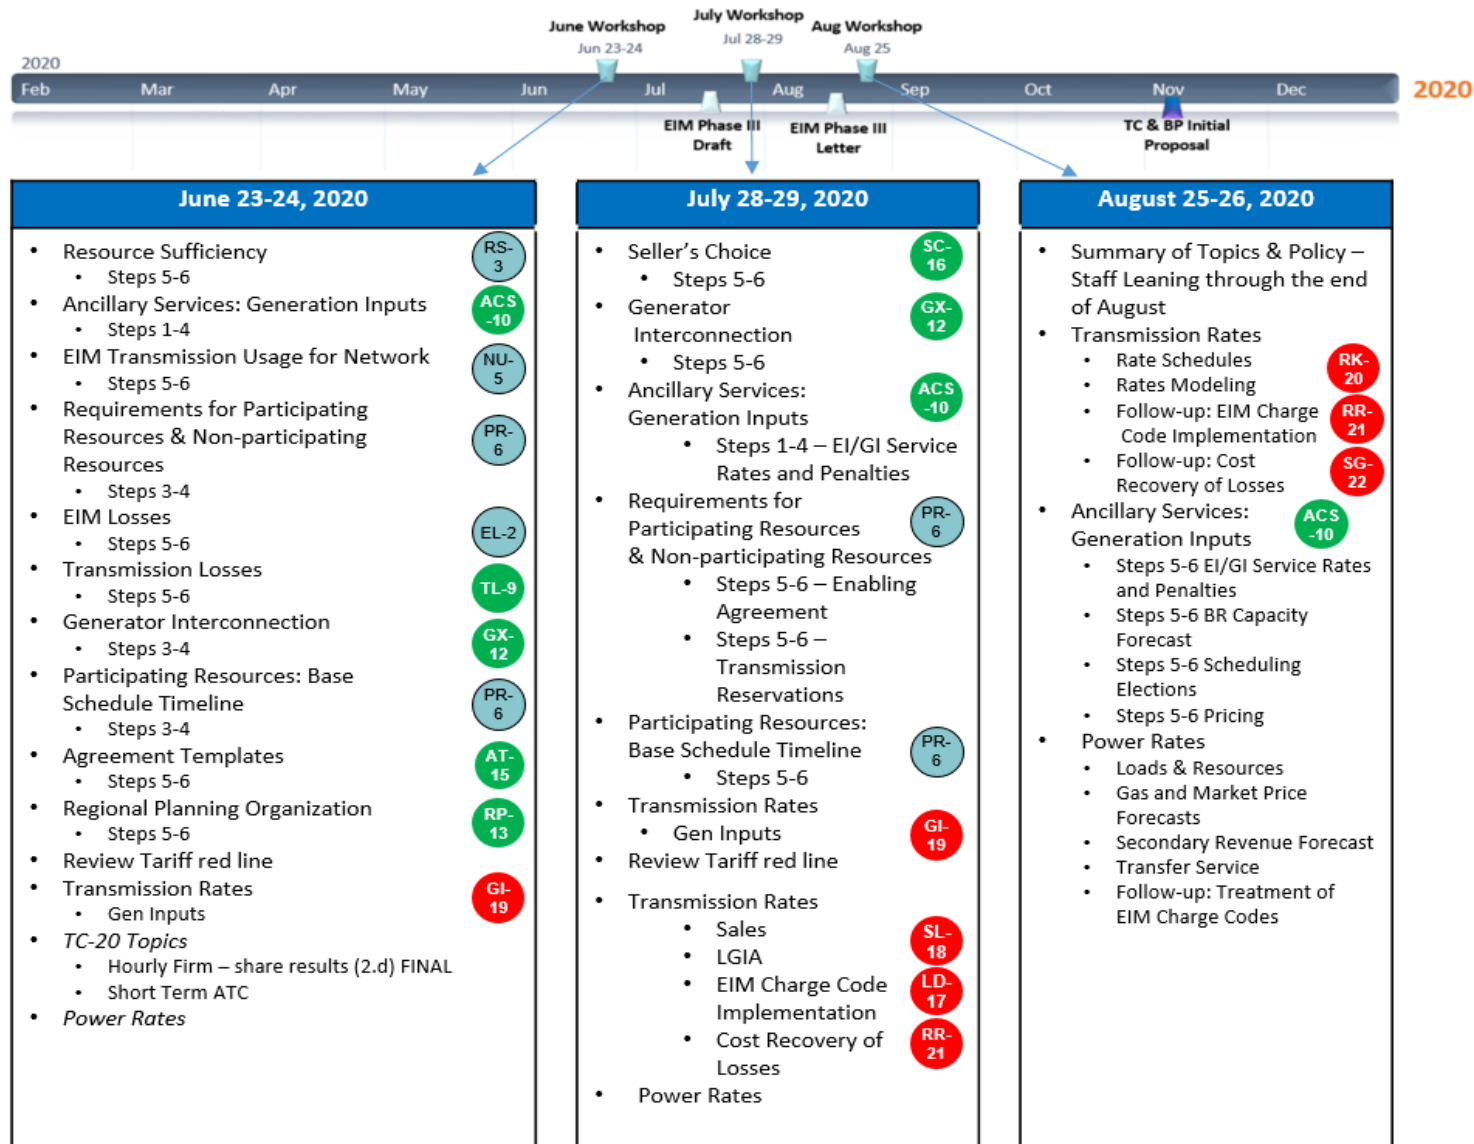 June Workshop
Jun 23-24
July Workshop
Jul 28-29
Aug Workshop
Aug 25
2020
Feb Mar Apr May Jun Jul Aug Sep Oct Nov Dec
2020
EIM Phase III
Draft
EIM Phase III
Letter
TC & BP Initial
Proposal
June 23-24, 2020
• Resource Sufficiency
RS-
3
• Steps 5-6
• Ancillary Services: Generation Inputs
ACS
-10
• Steps 1-4
• EIM Transmission Usage for Network
NU-
5
• Steps 5-6
• Requirements for Participating
Resources & Non-participating
Resources
PR-
6
• Steps 3-4
• EIM Losses
EL-2
• Steps 5-6
• Transmission Losses
TL-9
• Steps 5-6
• Generator Interconnection
GX-
12
• Steps 3-4
• Participating Resources: Base
Schedule Timeline
PR-
6
• Steps 3-4
• Agreement Templates
AT-
15
• Steps 5-6
• Regional Planning Organization
RP-
13
• Steps 5-6
• Review Tariff red line
• Transmission Rates
GI-
19
• Gen Inputs
• TC-20 Topics
• Hourly Firm – share results (2.d) FINAL
• Short Term ATC
• Power Rates
July 28-29, 2020
• Seller's Choice
SC-
16
• Steps 5-6
• Generator
Interconnection
GX-
12
• Steps 5-6
• Ancillary Services:
Generation Inputs
ACS
-10
• Steps 1-4 – EI/GI Service
Rates and Penalties
• Requirements for
Participating Resources
& Non-participating Resources
PR-
6
• Steps 5-6 – Enabling
Agreement
• Steps 5-6 –
Transmission
Reservations
• Participating Resources:
Base Schedule Timeline
PR-
6
• Steps 5-6
• Transmission Rates
• Gen Inputs
GI-
19
• Review Tariff red line
• Transmission Rates
• Sales
SL-
18
• LGIA
• EIM Charge Code
Implementation
LD-
17
• Cost Recovery of
Losses
RR-
21
• Power Rates
August 25-26, 2020
• Summary of Topics & Policy –
Staff Leaning through the end
of August
• Transmission Rates
• Rate Schedules
RK-
20
• Rates Modeling
• Follow-up: EIM Charge
Code Implementation
RR-
21
• Follow-up: Cost
Recovery of Losses
SG-
22
• Ancillary Services:
Generation Inputs
ACS
-10
• Steps 5-6 EI/GI Service Rates
and Penalties
• Steps 5-6 BR Capacity
Forecast
• Steps 5-6 Scheduling
Elections
• Steps 5-6 Pricing
• Power Rates
• Loads & Resources
• Gas and Market Price
Forecasts
• Secondary Revenue Forecast
• Transfer Service
• Follow-up: Treatment of
EIM Charge Codes